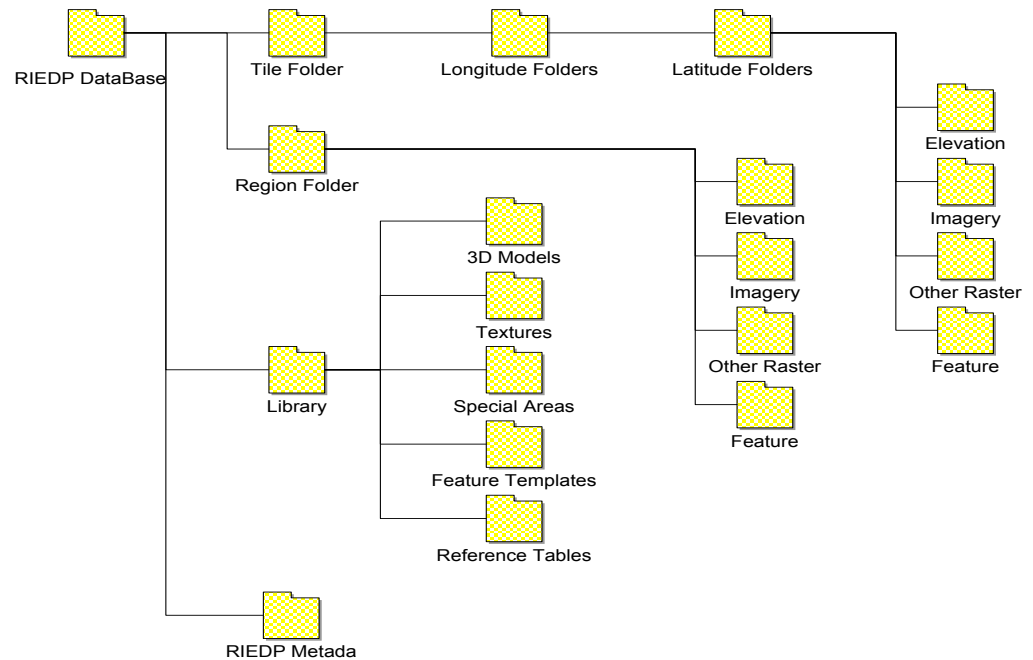 RIEDP DataBase
Tile Folder
Longitude Folders
Latitude Folders
Elevation
Imagery
Other Raster
Feature
Region Folder
Elevation
Imagery
Other Raster
Feature
3D Models
Textures
Library
Special Areas
Feature Templates
Reference Tables
RIEDP Metada